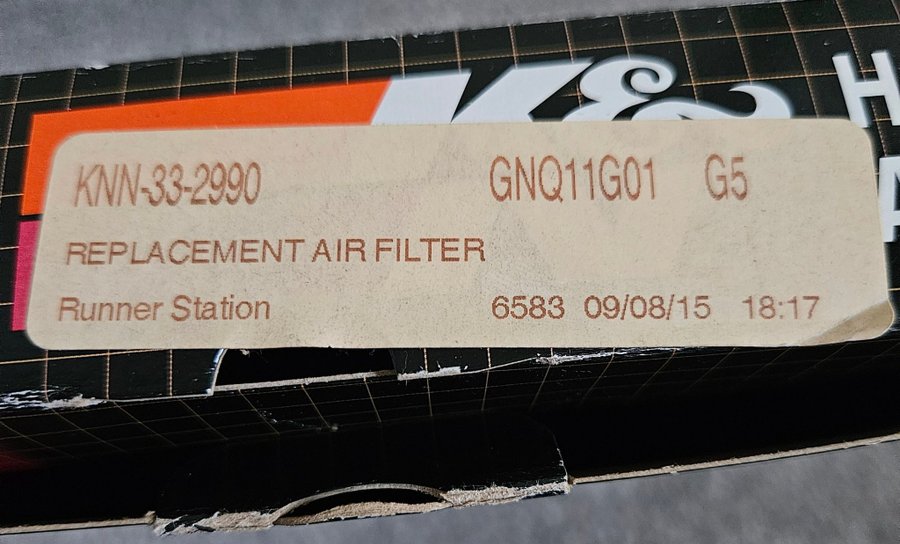 K&
H
A
KNN-33-2990 GNQ11G01 G5
REPLACEMENT AIR FILTER
Runner Station 6583 09/08/15 18:17